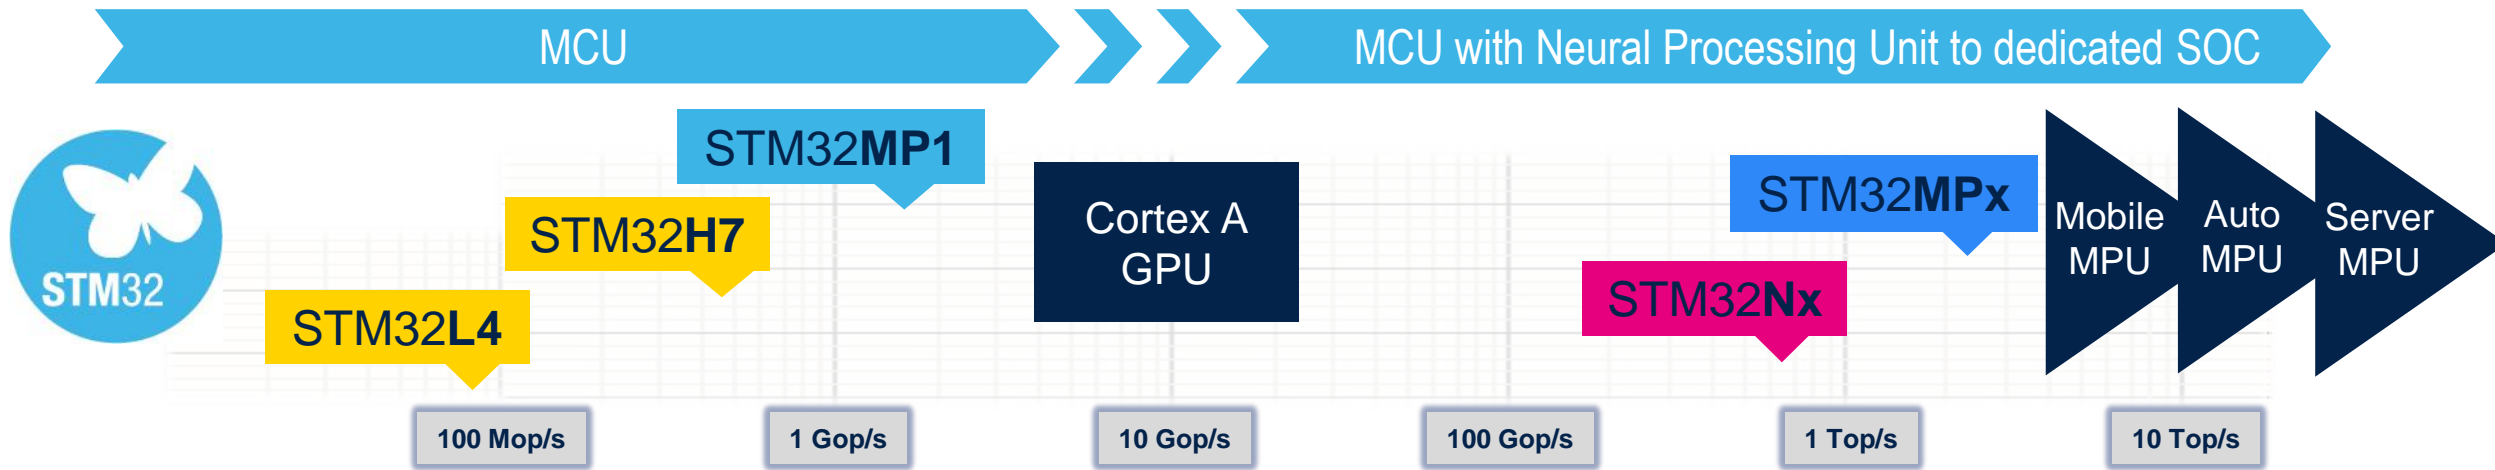 MCU
MCU with Neural Processing Unit to dedicated SOC
STM32
STM32L4
STM32H7
STM32MP1
Cortex A
GPU
STM32Nx
STM32MPx
Mobile
MPU
Auto
MPU
Server
MPU
100 Mop/s
1 Gop/s
10 Gop/s
100 Gop/s
1 Top/s
10 Top/s